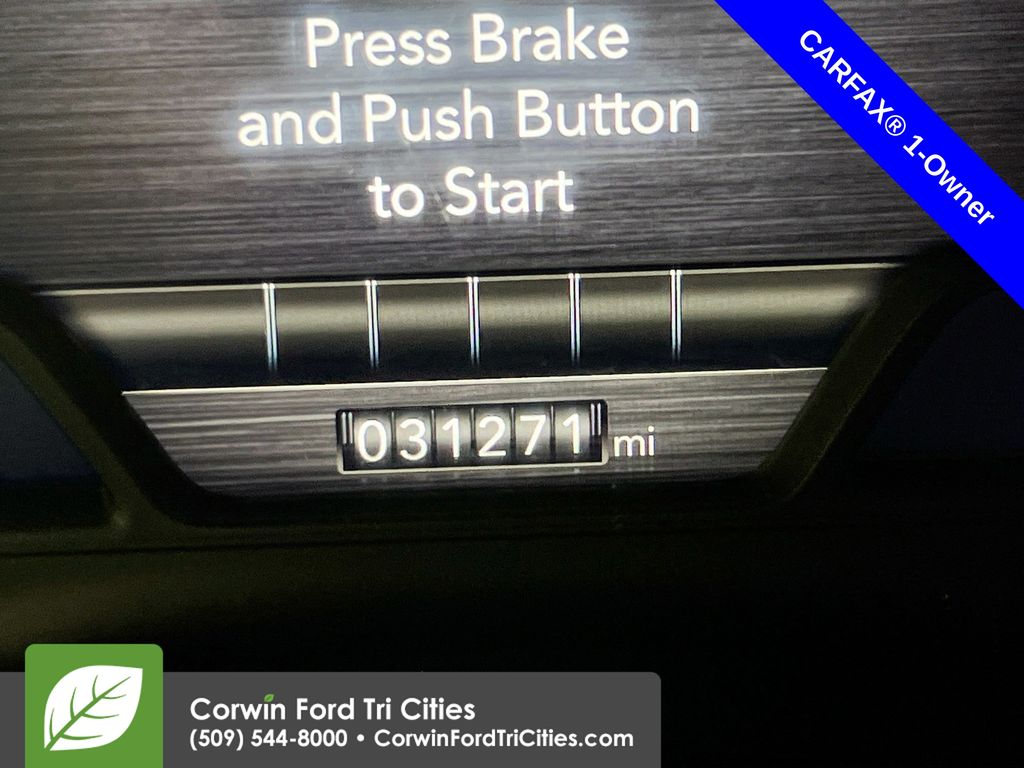 Press Brake
and Push Button
to Start
CARFAX® 1-Owner
031271 mi
Corwin Ford Tri Cities
(509) 544-8000 • CorwinFordTriCities.com